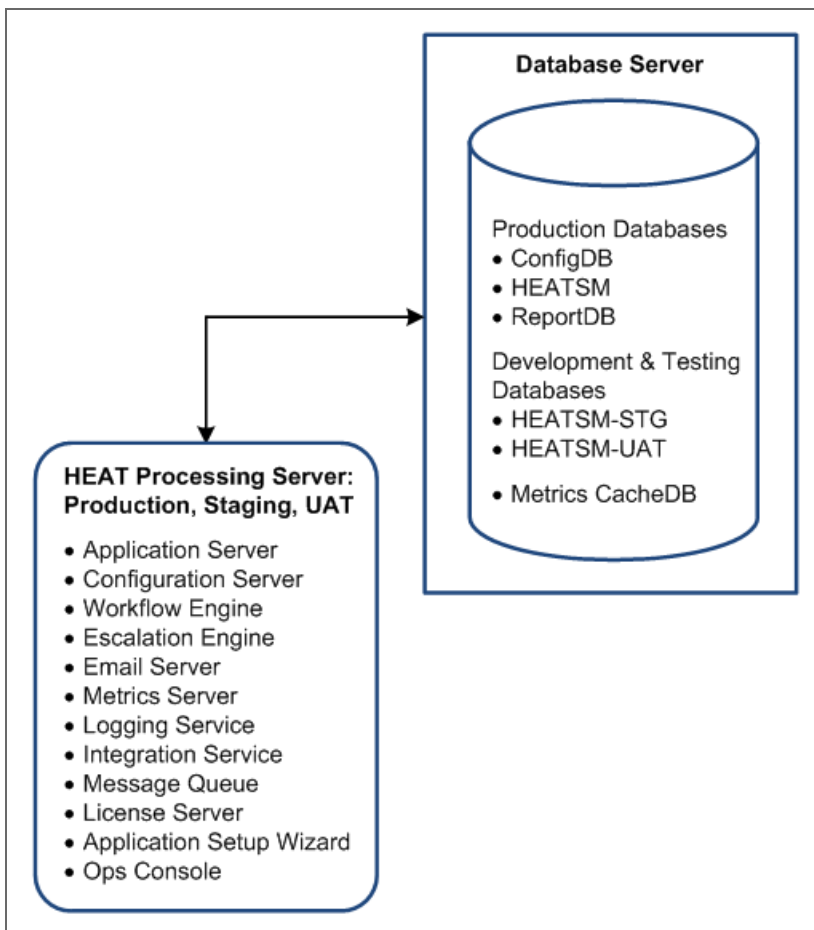 Database Server
Production Databases
• ConfigDB
• HEATSM
• ReportDB
Development & Testing
Databases
• HEATSM-STG
• HEATSM-UAT
• Metrics CacheDB
HEAT Processing Server:
Production, Staging, UAT
• Application Server
• Configuration Server
• Workflow Engine
• Escalation Engine
• Email Server
• Metrics Server
• Logging Service
• Integration Service
• Message Queue
• License Server
• Application Setup Wizard
• Ops Console